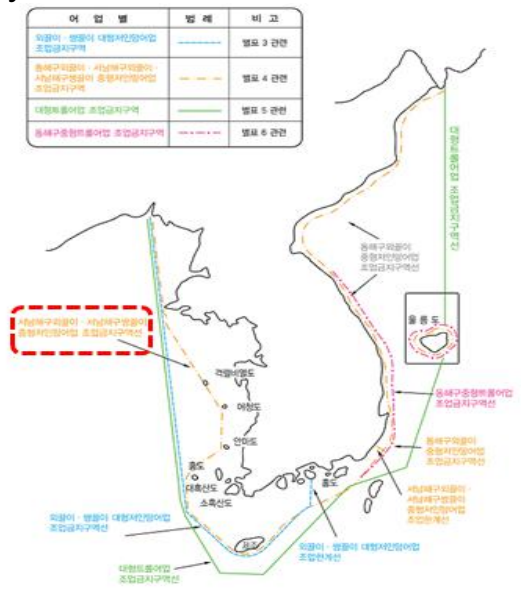 어 업 별 범 례 비 고
외끌이 · 쌍끌이 대형저인망어업
조업금지구역
별표 3 관련
동해구외끌이 · 서남해구외끌이 ·
서남해구쌍끌이 중형저인망어업
조업금지구역
별표 4 관련
대형트롤어업 조업금지구역
별표 5 관련
동해구중형트롤어업 조업금지구역
별표 6 관련
대형트롤어업 조업금지구역선
동해구외끌이
중형저인망어업
조업금지구역선
울릉도
서남해구외끌이 · 서남해구쌍끌이
중형저인망어업 조업금지구역선
격렬비열도
어청도
안마도
홍도
대흑산도
소흑산도
홍도
제주
동해구중형트롤어업
조업금지구역선
동해구외끌이
중형저인망어업
조업금지구역선
서남해구외끌이 ·
서남해구쌍끌이
중형저인망어업
조업한계선
외끌이 · 쌍끌이 대형저인망어업
조업금지구역선
외끌이 · 쌍끌이 대형저인망어업
조업한계선
대형트롤어업
조업금지구역선